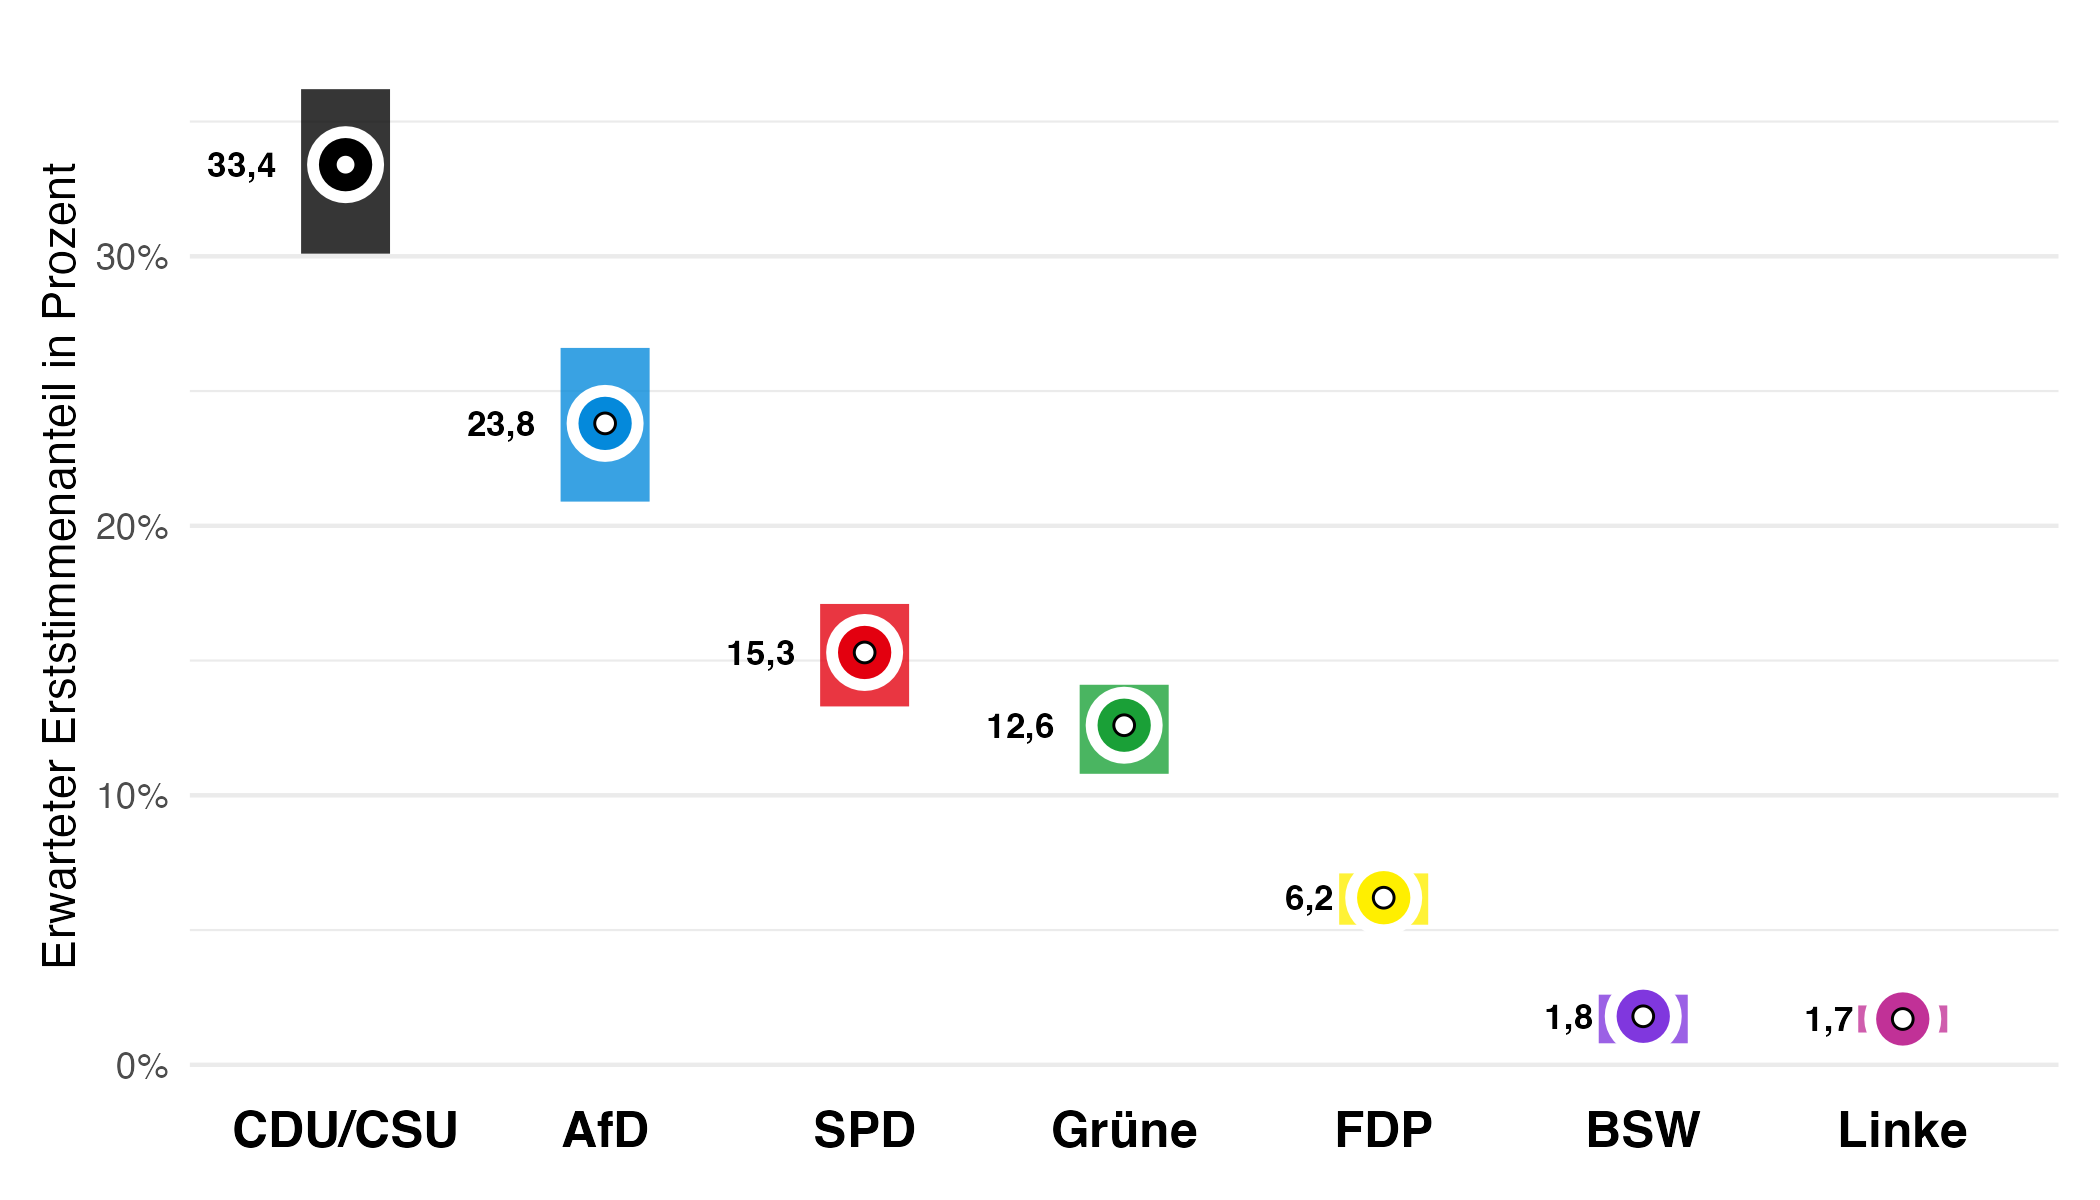 Erwarteter Erststimmenanteil in Prozent
30%
20%
10%
0%
33,4
23,8
15,3
12,6
6,2
1,8
1,7
CDU/CSU
AfD
SPD
Grüne
FDP
BSW
Linke